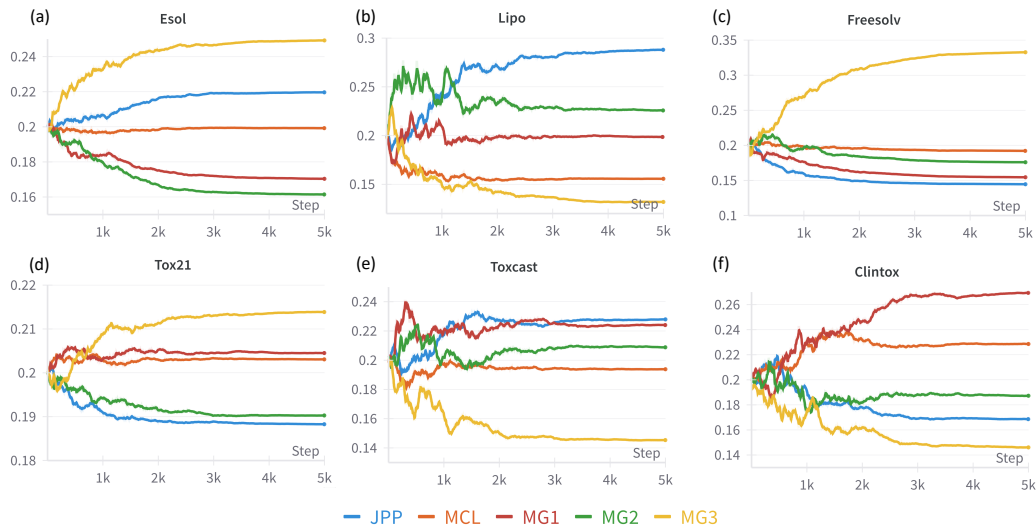 (a) Esol
0.24
0.22
0.2
0.18
0.16
Step
1k 2k 3k 4k 5k
(b) Lipo
0.3
0.25
0.2
0.15
Step
1k 2k 3k 4k 5k
(c) Freesolv
0.35
0.3
0.25
0.2
0.15
0.1
Step
1k 2k 3k 4k 5k
(d) Tox21
0.22
0.21
0.2
0.19
0.18
Step
1k 2k 3k 4k 5k
(e) Toxcast
0.24
0.22
0.2
0.18
0.16
0.14
Step
1k 2k 3k 4k 5k
(f) Clintox
0.26
0.24
0.22
0.2
0.18
0.16
0.14
Step
1k 2k 3k 4k 5k
JPP MCL MG1 MG2 MG3